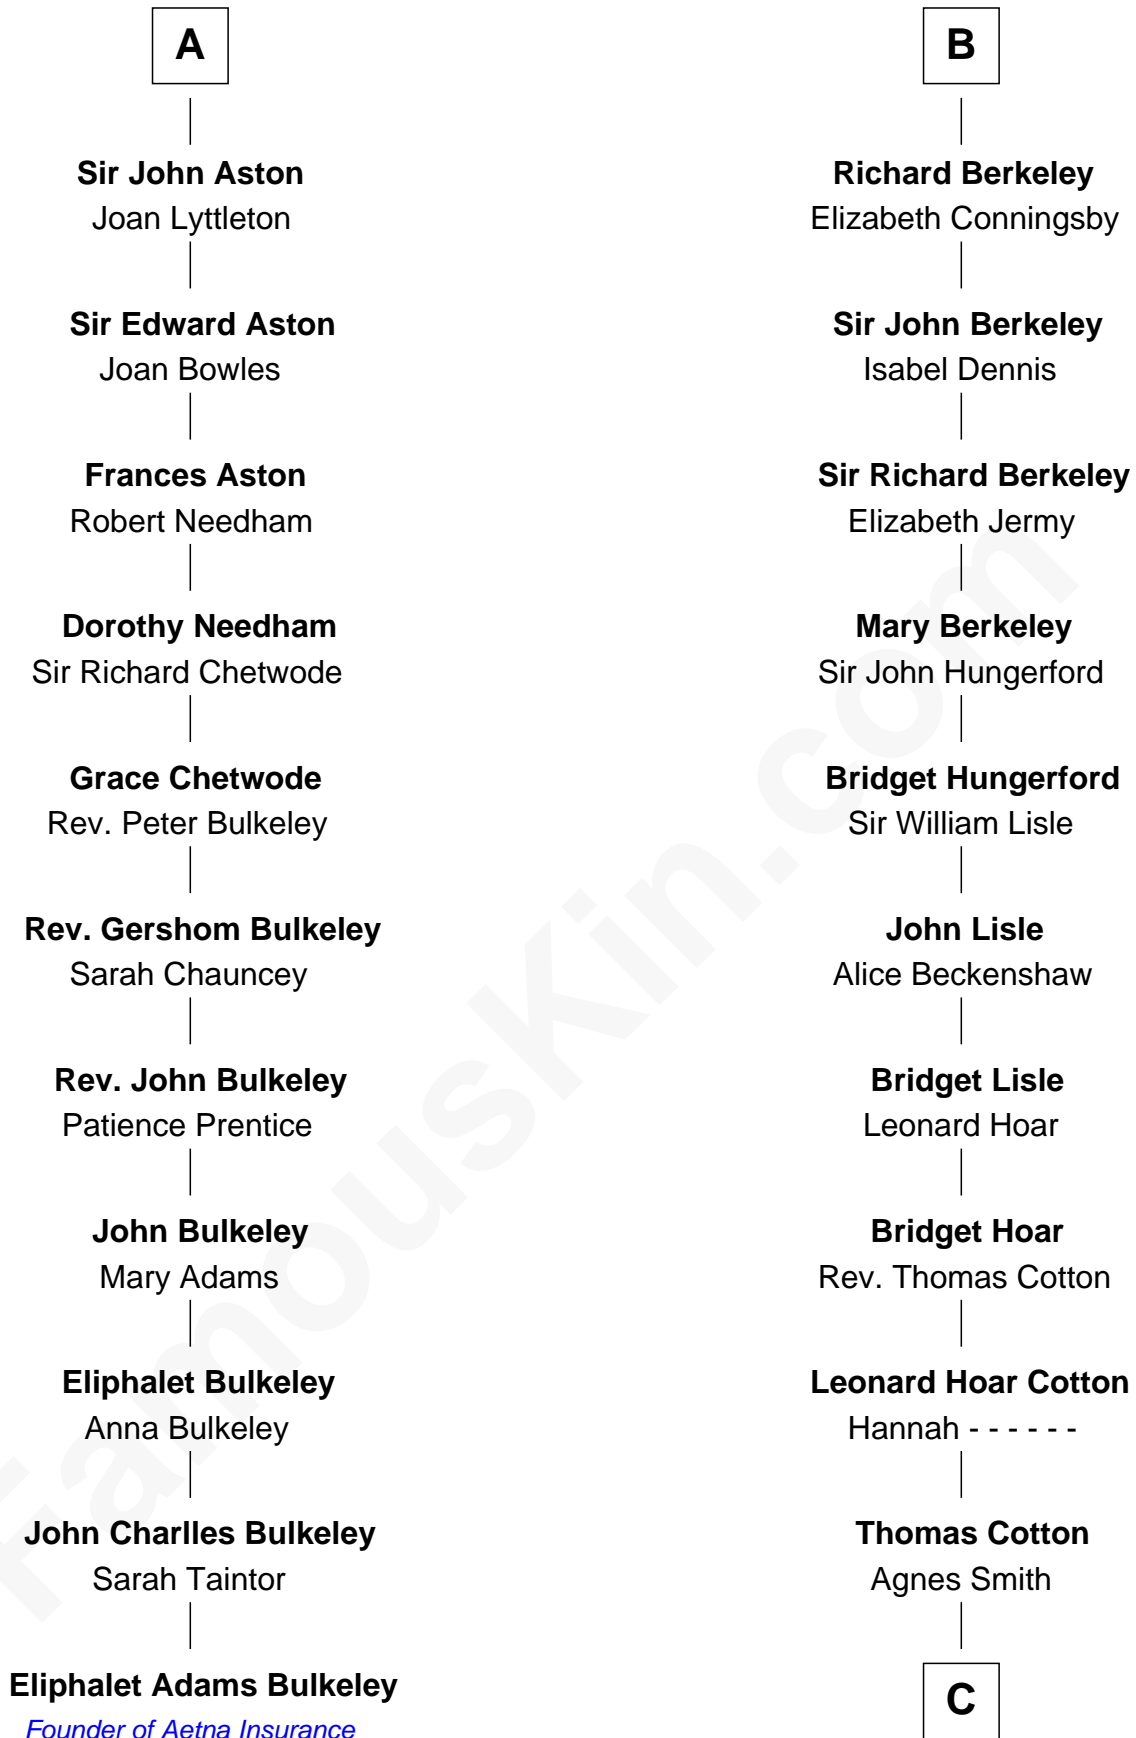 A
Sir John Aston
Joan Lyttleton
Sir Edward Aston
Joan Bowles
Frances Aston
Robert Needham
Dorothy Needham
Sir Richard Chetwode
Grace Chetwode
Rev. Peter Bulkeley
Rev. Gershom Bulkeley
Sarah Chauncey
Rev. John Bulkeley
Patience Prentice
John Bulkeley
Mary Adams
Eliphalet Bulkeley
Anna Bulkeley
John Charlles Bulkeley
Sarah Taintor
Eliphalet Adams Bulkeley
Founder of Aetna Insurance
B
Richard Berkeley
Elizabeth Conningsby
Sir John Berkeley
Isabel Dennis
Sir Richard Berkeley
Elizabeth Jermy
Mary Berkeley
Sir John Hungerford
Bridget Hungerford
Sir William Lisle
John Lisle
Alice Beckenshaw
Bridget Lisle
Leonard Hoar
Bridget Hoar
Rev. Thomas Cotton
Leonard Hoar Cotton
Hannah - - - - - -
Thomas Cotton
Agnes Smith
C
FamousKin.com